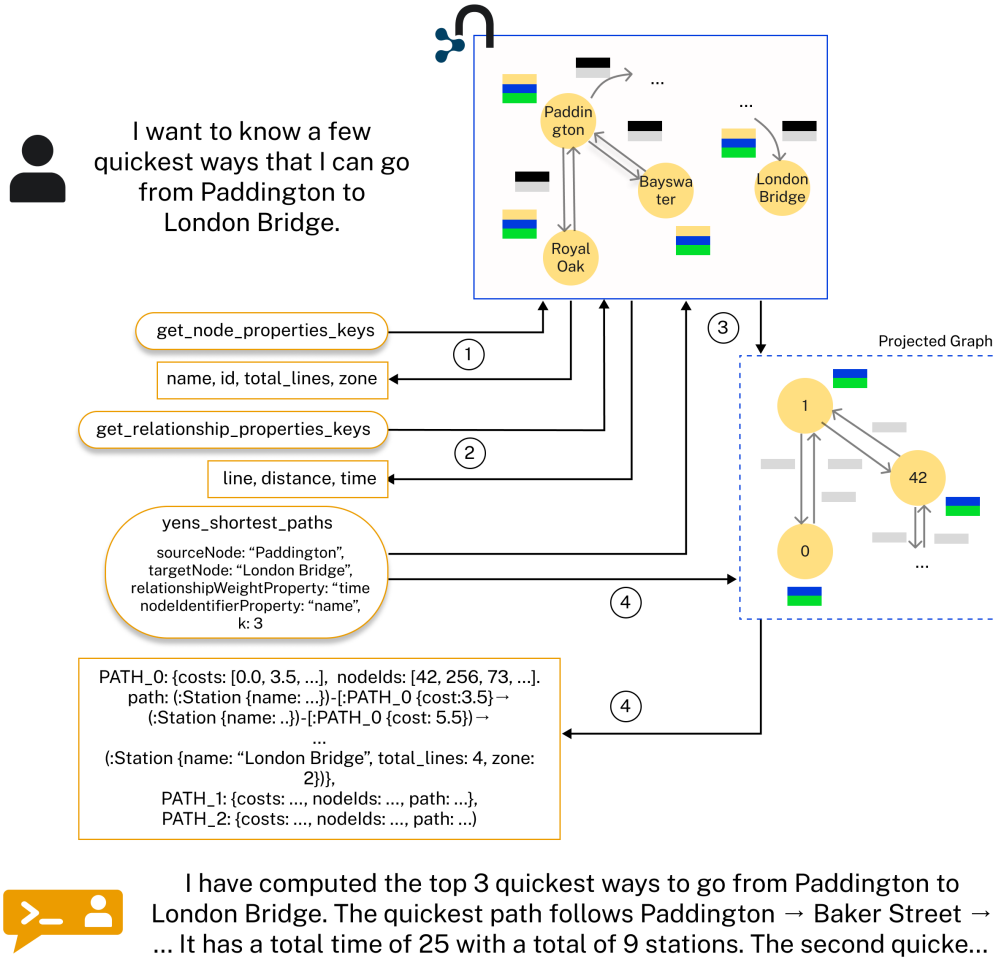 I want to know a few
quickest ways that I can go
from Paddington to
London Bridge.
Paddin
gton
...
Bayswa
ter
Royal
Oak
...
London
Bridge
get_node_properties_keys
1
name, id, total_lines, zone
get_relationship_properties_keys
2
line, distance, time
3
Projected Graph
1
42
0
...
yens_shortest_paths
sourceNode: “Paddington”,
targetNode: “London Bridge”,
relationshipWeightProperty: “time
nodeIdentifierProperty: “name”,
k: 3
4
4
PATH_0: {costs: [0.0, 3.5, ...], nodeIds: [42, 256, 73, ...].
path: (:Station {name: ...})-[:PATH_0 {cost:3.5}→
(:Station {name: ..})-[:PATH_0 {cost: 5.5})→
...
(:Station {name: “London Bridge”, total_lines: 4, zone:
2})},
PATH_1: {costs: ..., nodeIds: ..., path: ...},
PATH_2: {costs: ..., nodeIds: ..., path: ...)
I have computed the top 3 quickest ways to go from Paddington to
London Bridge. The quickest path follows Paddington → Baker Street →
... It has a total time of 25 with a total of 9 stations. The second quicke...